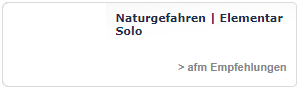 Naturgefahren | Elementar
Solo
> afm Empfehlungen